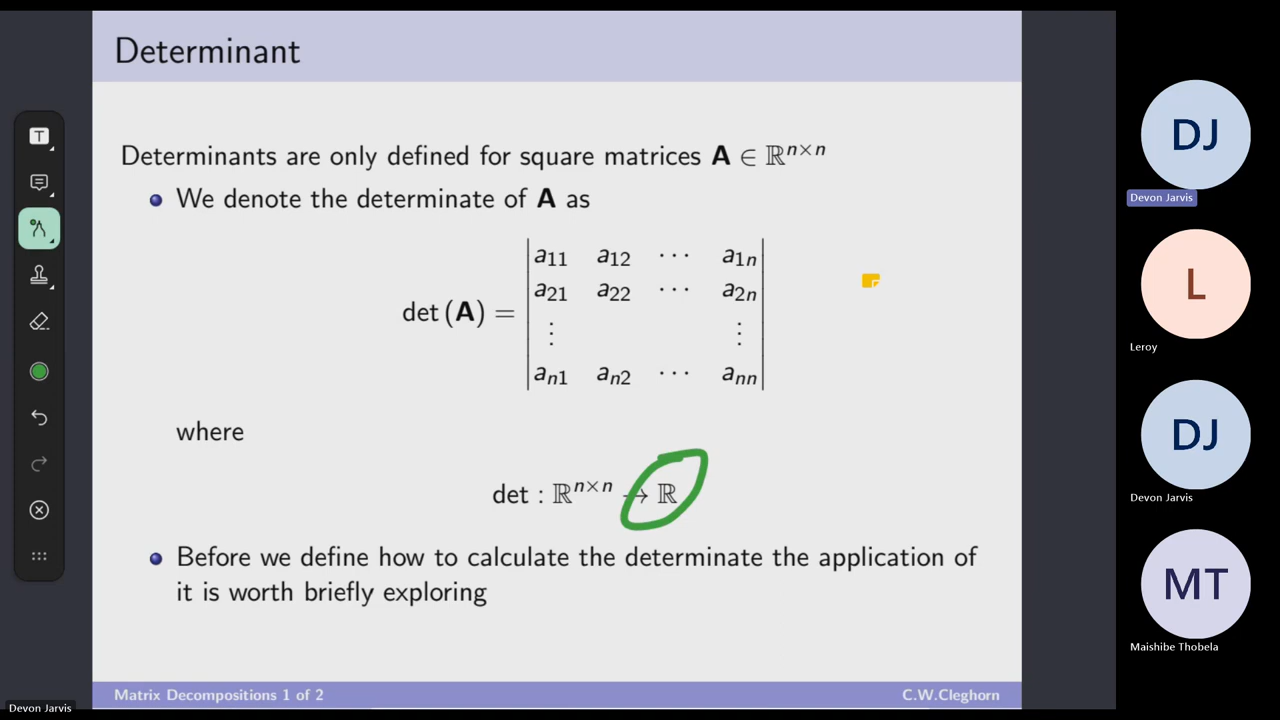 Determinant
Determinants are only defined for square matrices A ∈ ℝⁿˣⁿ
We denote the determinate of A as
det (A) =
a₁₁ a₁₂ ⋯ a₁ₙ
a₂₁ a₂₂ ⋯ a₂ₙ
⋮ ⋮
aₙ₁ aₙ₂ ⋯ aₙₙ
where
det : ℝⁿˣⁿ → ℝ
Before we define how to calculate the determinate the application of
it is worth briefly exploring
Matrix Decompositions 1 of 2
C.W.Cleghorn
Devon Jarvis
T
DJ
Devon Jarvis
L
Leroy
DJ
Devon Jarvis
MT
Maishibe Thobela